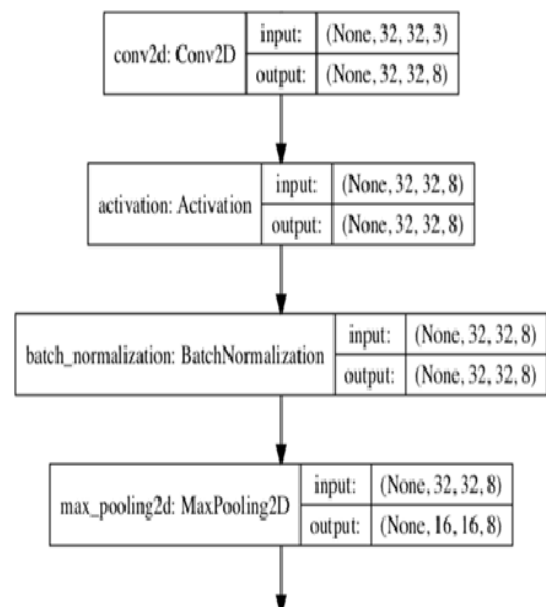 conv2d: Conv2D
input: (None, 32, 32, 3)
output: (None, 32, 32, 8)
activation: Activation
input: (None, 32, 32, 8)
output: (None, 32, 32, 8)
batch_normalization: BatchNormalization
input: (None, 32, 32, 8)
output: (None, 32, 32, 8)
max_pooling2d: MaxPooling2D
input: (None, 32, 32, 8)
output: (None, 16, 16, 8)